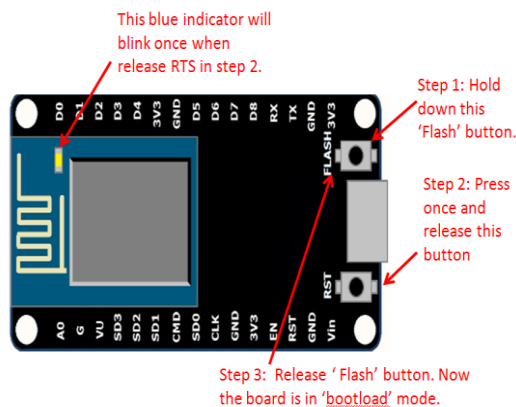 This blue indicator will
blink once when
release RTS in step 2.
Step 1: Hold
down this
‘Flash’ button.
D0 D1 D2 D3 D4 3V3 GND D5 D6 D7 D8 RX TX GND 3V3
FLASH
Step 2: Press
once and
release this
button
RST
A0 G VU SD3 SD2 SD1 CMD SD0 CLK GND 3V3 EN RST GND Vin
Step 3: Release ‘ Flash’ button. Now
the board is in ‘bootload’ mode.